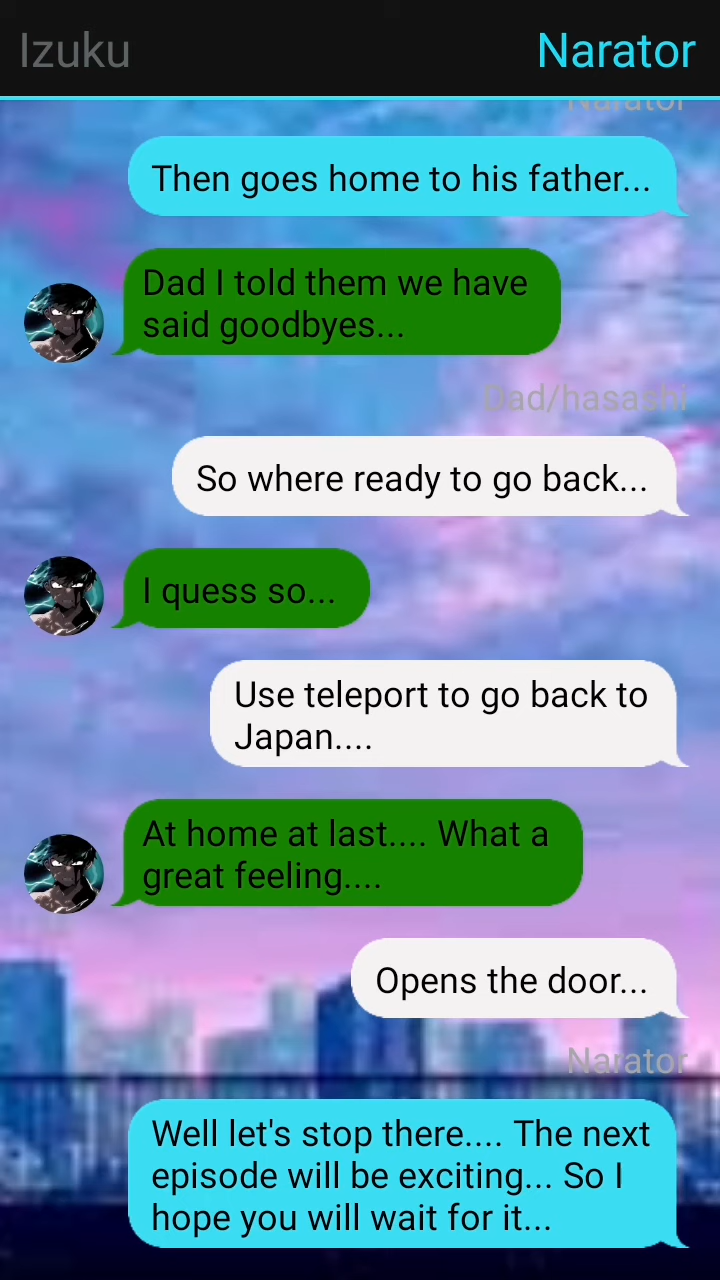 Izuku
Narator
Narator
Then goes home to his father...
Dad I told them we have
said goodbyes...
Dad/hasashi
So where ready to go back...
I quess so...
Use teleport to go back to
Japan....
At home at last.... What a
great feeling....
Opens the door...
Narator
Well let's stop there.... The next
episode will be exciting... So I
hope you will wait for it...